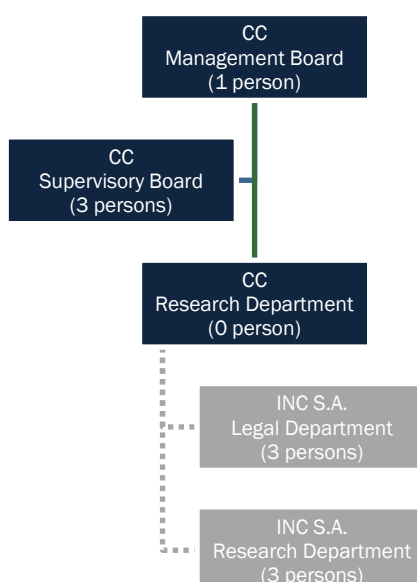 CC
Management Board
(1 person)
CC
Supervisory Board
(3 persons)
CC
Research Department
(0 person)
INC S.A.
Legal Department
(3 persons)
INC S.A.
Research Department
(3 persons)